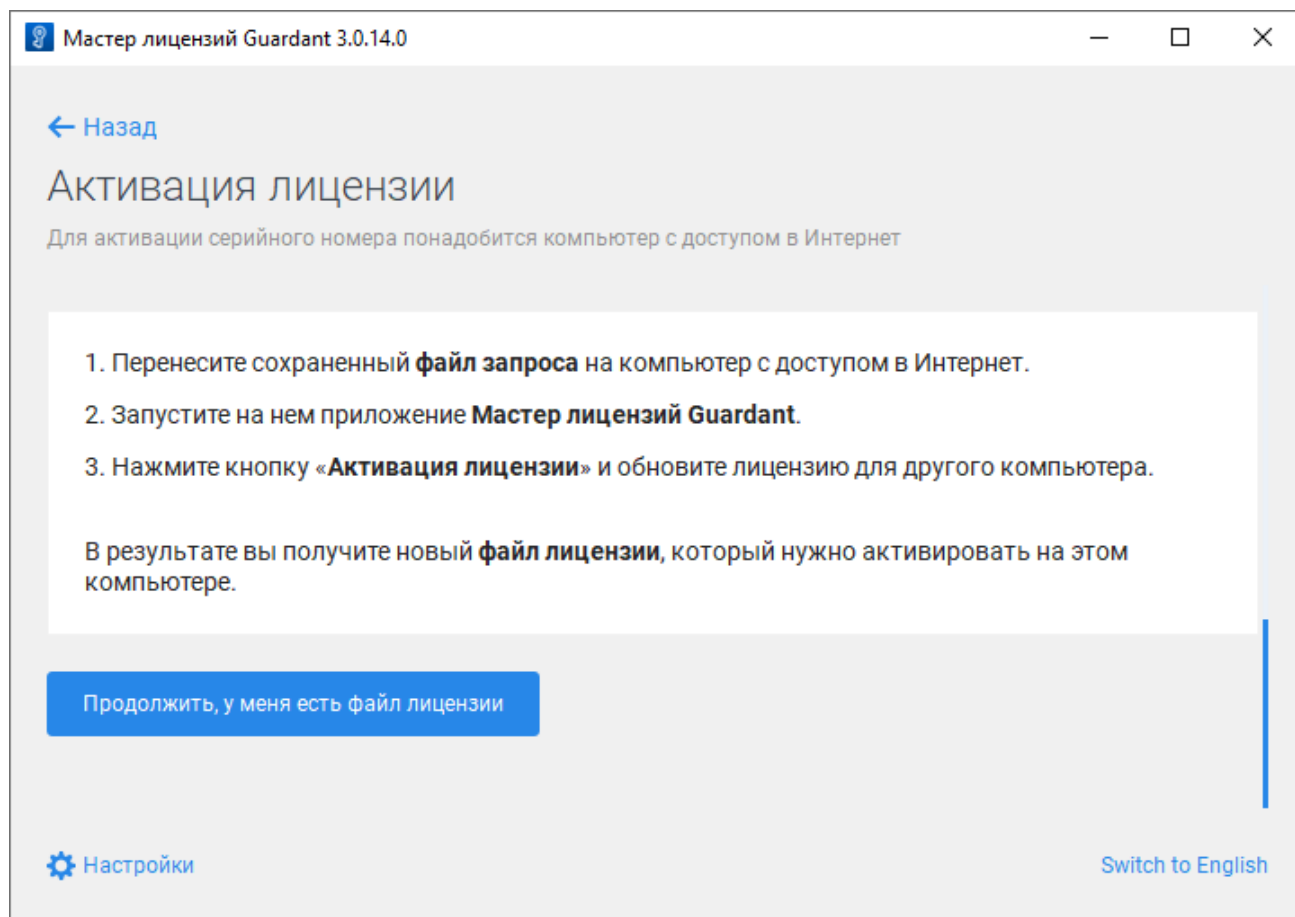 Мастер лицензий Guardant 3.0.14.0
Назад
Активация лицензии
Для активации серийного номера понадобится компьютер с доступом в Интернет
1. Перенесите сохраненный файл запроса на компьютер с доступом в Интернет.
2. Запустите на нем приложение Мастер лицензий Guardant.
3. Нажмите кнопку «Активация лицензии» и обновите лицензию для другого компьютера.
В результате вы получите новый файл лицензии, который нужно активировать на этом
компьютере.
Продолжить, у меня есть файл лицензии
Настройки
Switch to English